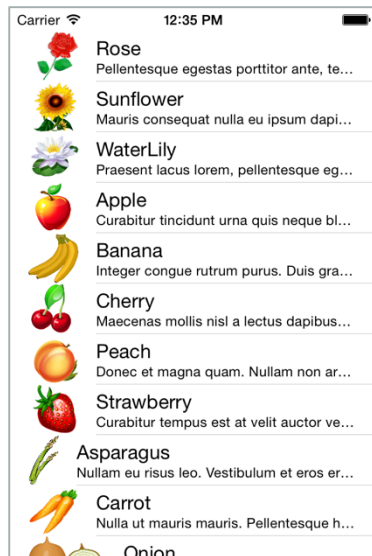 Carrier 12:35 PM
Rose
Pellentesque egestas porttitor ante, te…
Sunflower
Mauris consequat nulla eu ipsum dapi…
WaterLily
Praesent lacus lorem, pellentesque eg…
Apple
Curabitur tincidunt urna quis neque bl…
Banana
Integer congue rutrum purus. Duis gra…
Cherry
Maecenas mollis nisl a lectus dapibus…
Peach
Donec et magna quam. Nullam non ar…
Strawberry
Curabitur tempus est at velit auctor ve…
Asparagus
Nullam eu risus leo. Vestibulum et eros er…
Carrot
Nulla ut mauris mauris. Pellentesque h…
Onion